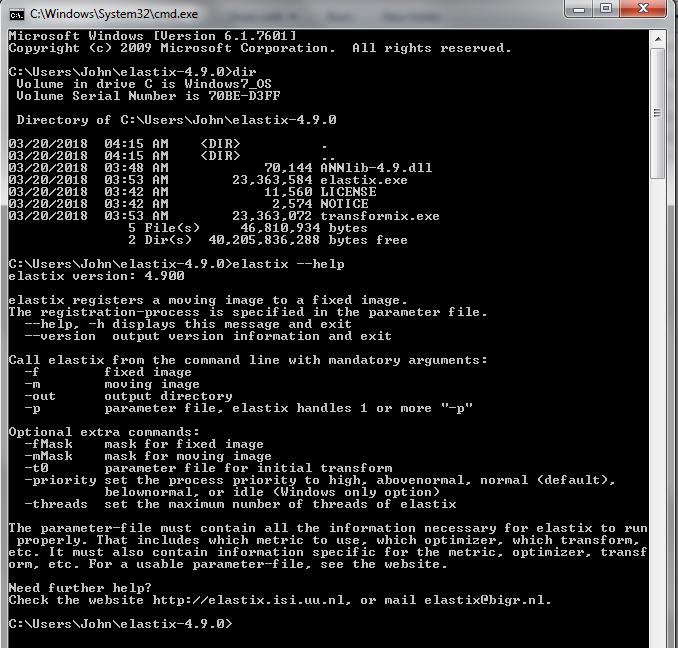 C:\Windows\System32\cmd.exe
Microsoft Windows [Version 6.1.7601]
Copyright (c) 2009 Microsoft Corporation.  All rights reserved.
C:\Users\John\elastix-4.9.0>dir
 Volume in drive C is Windows7_OS
 Volume Serial Number is 70BE-D3FF
 Directory of C:\Users\John\elastix-4.9.0
03/20/2018  04:15 AM    <DIR>          .
03/20/2018  04:15 AM    <DIR>          ..
03/20/2018  03:48 AM            70,144 ANNlib-4.9.dll
03/20/2018  03:53 AM        23,363,584 elastix.exe
03/20/2018  03:42 AM            11,560 LICENSE
03/20/2018  03:42 AM             2,574 NOTICE
03/20/2018  03:53 AM        23,363,072 transformix.exe
               5 File(s)     46,810,934 bytes
               2 Dir(s)  40,205,836,288 bytes free
C:\Users\John\elastix-4.9.0>elastix --help
elastix version: 4.900
elastix registers a moving image to a fixed image.
The registration-process is specified in the parameter file.
  --help, -h displays this message and exit
  --version  output version information and exit
Call elastix from the command line with mandatory arguments:
  -f        fixed image
  -m        moving image
  -out      output directory
  -p        parameter file, elastix handles 1 or more "-p"
Optional extra commands:
  -fMask    mask for fixed image
  -mMask    mask for moving image
  -t0       parameter file for initial transform
  -priority set the process priority to high, abovenormal, normal (default),
            belownormal, or idle (Windows only option)
  -threads  set the maximum number of threads of elastix
The parameter-file must contain all the information necessary for elastix to run
 properly. That includes which metric to use, which optimizer, which transform,
etc. It must also contain information specific for the metric, optimizer, transf
orm, etc. For a usable parameter-file, see the website.
Need further help?
Check the website http://elastix.isi.uu.nl, or mail elastix@bigr.nl.
C:\Users\John\elastix-4.9.0>